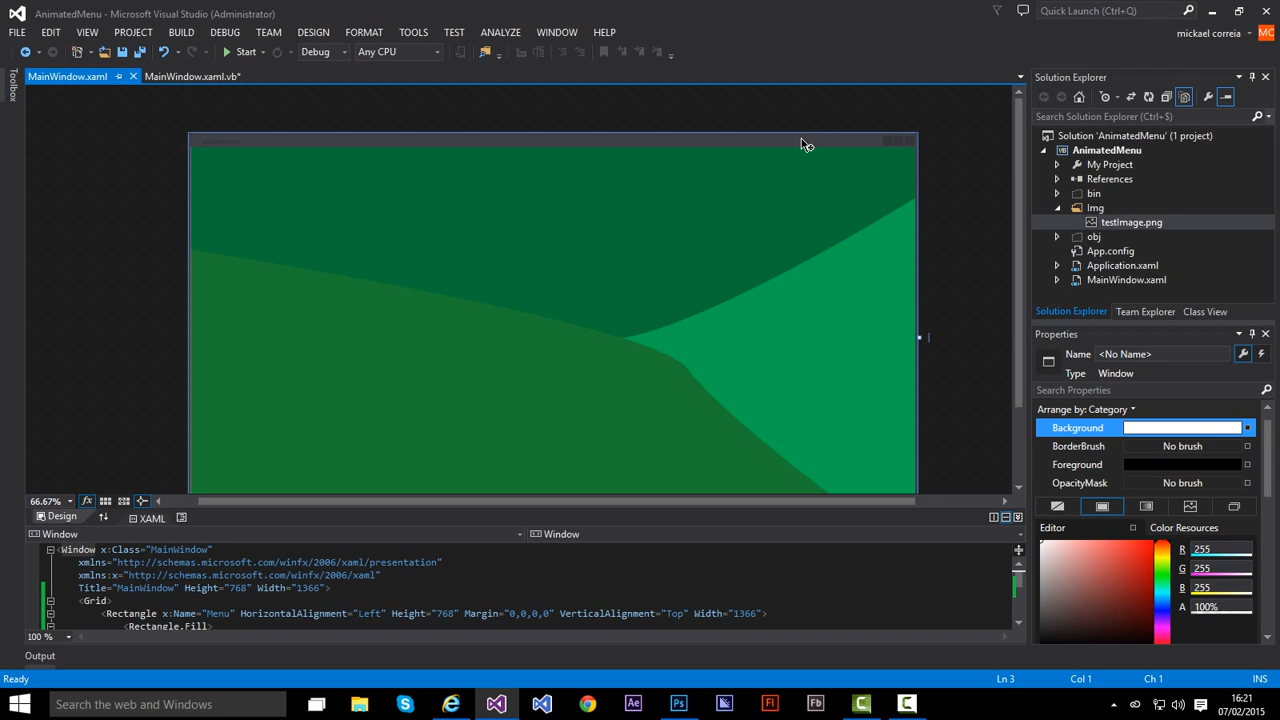 AnimatedMenu - Microsoft Visual Studio (Administrator)
Quick Launch (Ctrl+Q)
FILE EDIT VIEW PROJECT BUILD DEBUG TEAM DESIGN FORMAT TOOLS TEST ANALYZE WINDOW HELP
mickael correia MC
Start Debug Any CPU
Toolbox
MainWindow.xaml MainWindow.xaml.vb*
Solution Explorer
Search Solution Explorer (Ctrl+$)
Solution 'AnimatedMenu' (1 project)
VB AnimatedMenu
My Project
References
bin
Img
testImage.png
obj
App.config
Application.xaml
MainWindow.xaml
Solution Explorer Team Explorer Class View
Properties
Name <No Name>
Type Window
Search Properties
Arrange by: Category
Background
BorderBrush No brush
Foreground
OpacityMask No brush
Editor Color Resources
R 255
G 255
B 255
A 100%
66.67% fx
Design XAML
Window Window
<Window x:Class="MainWindow"
xmlns="http://schemas.microsoft.com/winfx/2006/xaml/presentation"
xmlns:x="http://schemas.microsoft.com/winfx/2006/xaml"
Title="MainWindow" Height="768" Width="1366">
<Grid>
<Rectangle x:Name="Menu" HorizontalAlignment="Left" Height="768" Margin="0,0,0,0" VerticalAlignment="Top" Width="1366">
<Rectangle.Fill>
100 %
Output
Ready Ln 3 Col 1 Ch 1 INS
Search the web and Windows
Ae Ps Fl Fb
16:21
07/02/2015